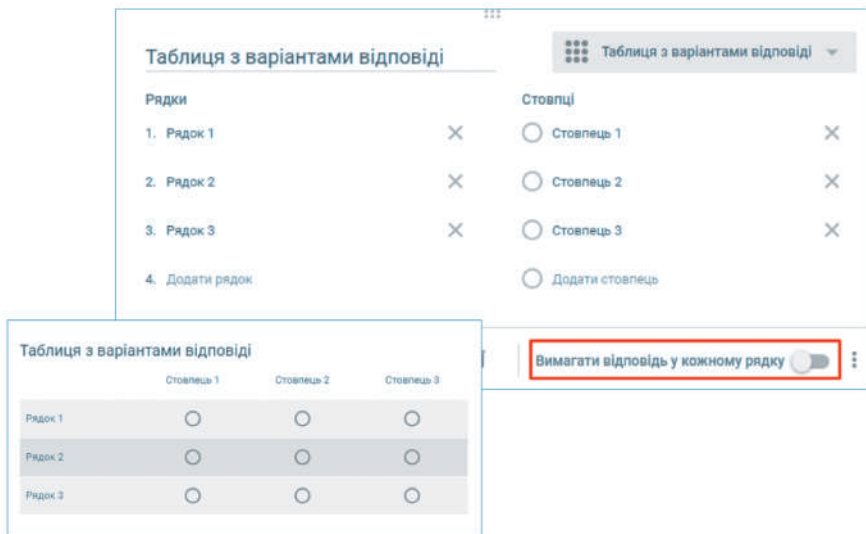 Таблиця з варіантами відповіді
Таблиця з варіантами відповіді
Рядки
Стовпці
1. Рядок 1
Стовпець 1
2. Рядок 2
Стовпець 2
3. Рядок 3
Стовпець 3
4. Додати рядок
Додати стовпець
Вимагати відповідь у кожному рядку
Таблиця з варіантами відповіді
Стовпець 1 Стовпець 2 Стовпець 3
Рядок 1
Рядок 2
Рядок 3